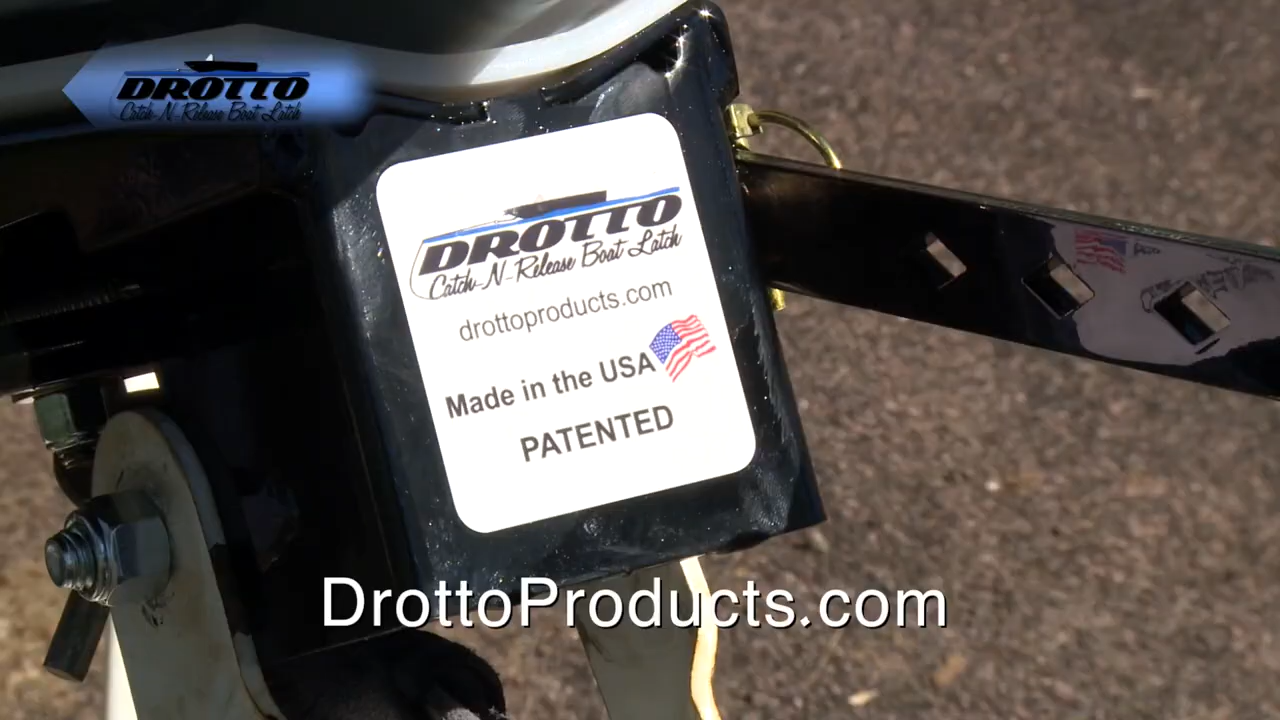 DROTTO
Catch-N-Release Boat Latch
DROTTO
Catch-N-Release Boat Latch
drottoproducts.com
Made in the USA
PATENTED
DrottoProducts.com